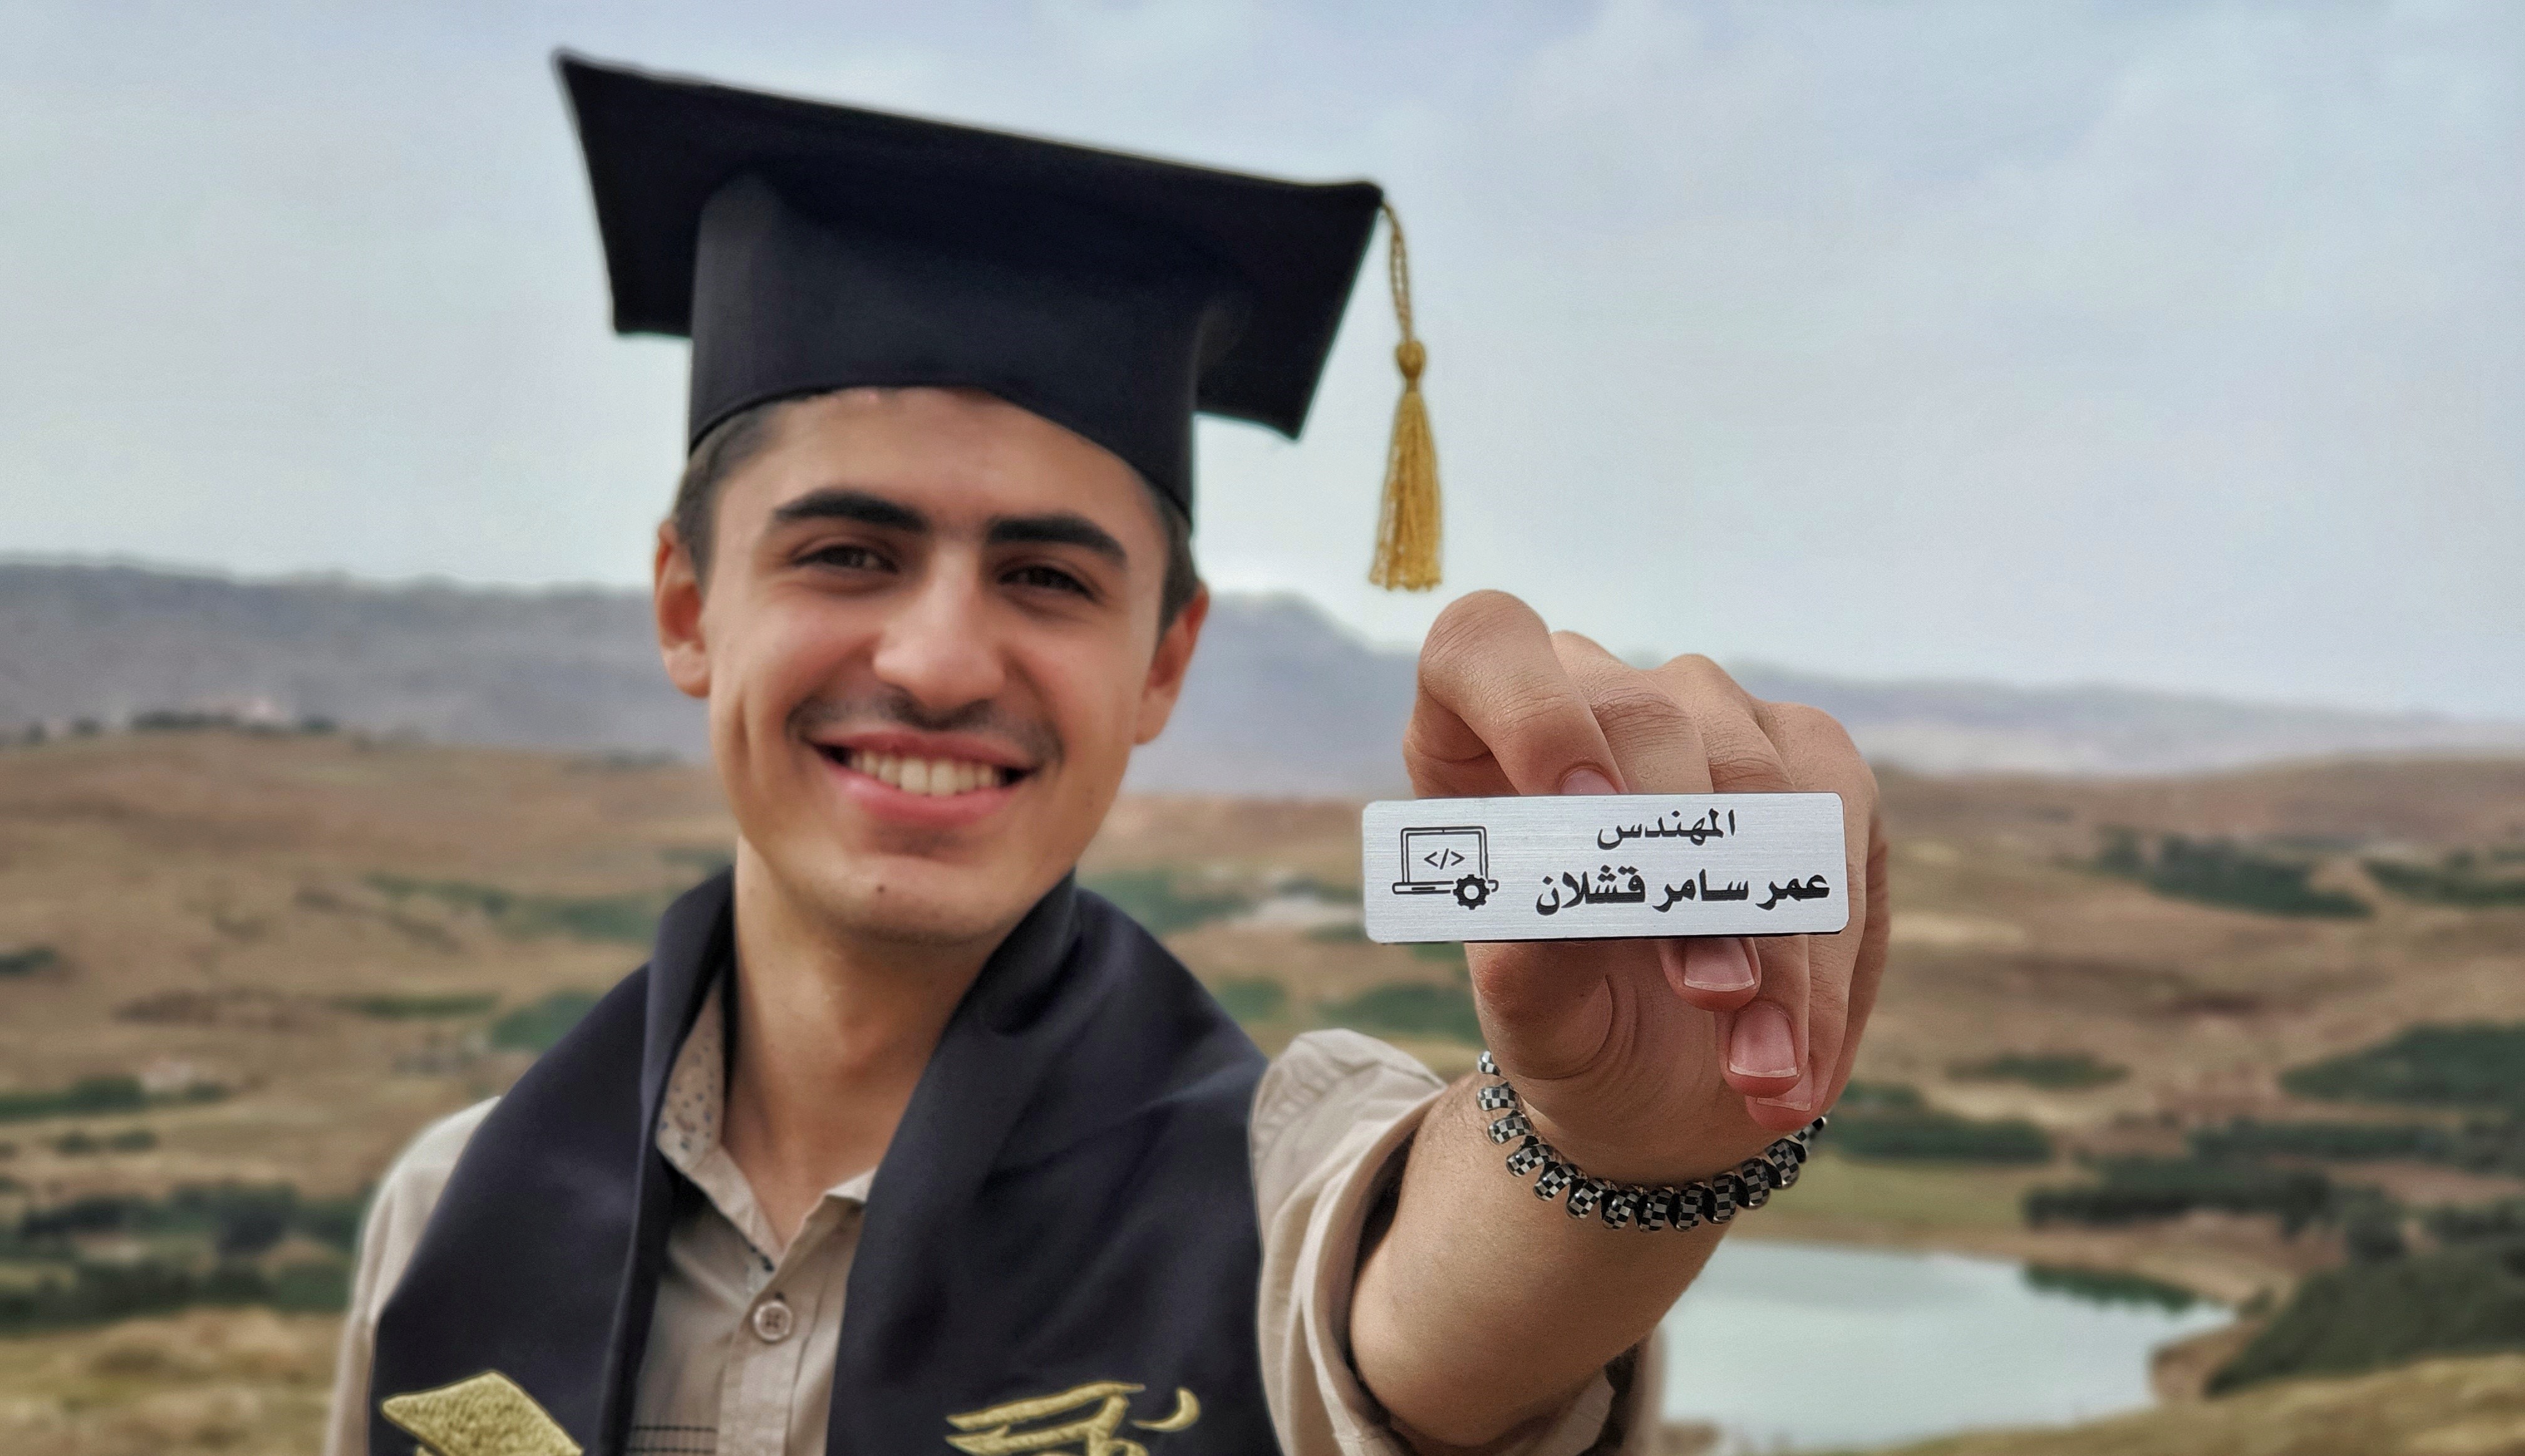 المهندس
عمر سامر قشلان
</>